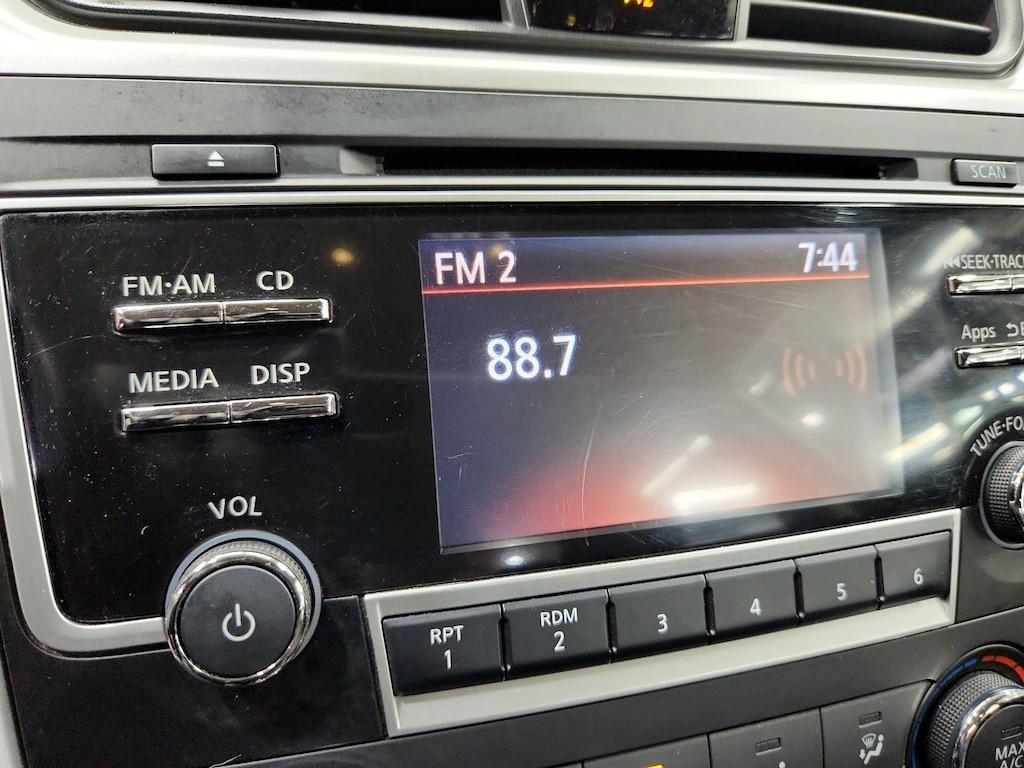 SCAN
FM·AM CD
FM 2 7:44
SEEK·TRACK
MEDIA DISP
88.7
Apps
VOL
RPT
1
RDM
2
3
4
5
6
MAX
A/C